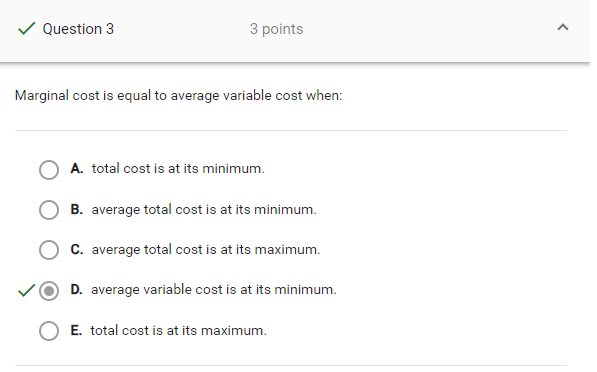 Question 3 3 points
Marginal cost is equal to average variable cost when:
A. total cost is at its minimum.
B. average total cost is at its minimum.
C. average total cost is at its maximum.
D. average variable cost is at its minimum.
E. total cost is at its maximum.